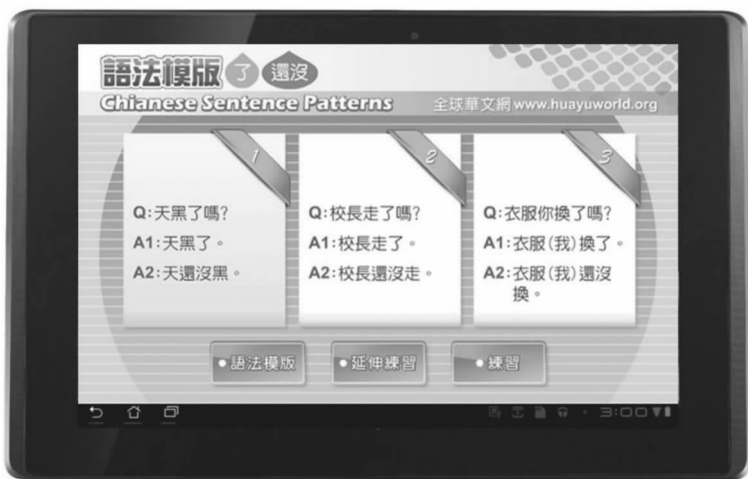 語法模版 了 還沒
Chianese Sentence Patterns 全球華文網 www.huayuworld.org
1
Q:天黑了嗎?
A1:天黑了。
A2:天還沒黑。
2
Q:校長走了嗎?
A1:校長走了。
A2:校長還沒走。
3
Q:衣服你換了嗎?
A1:衣服(我)換了。
A2:衣服(我)還沒
換。
•語法模版
•延伸練習
•練習
3:00